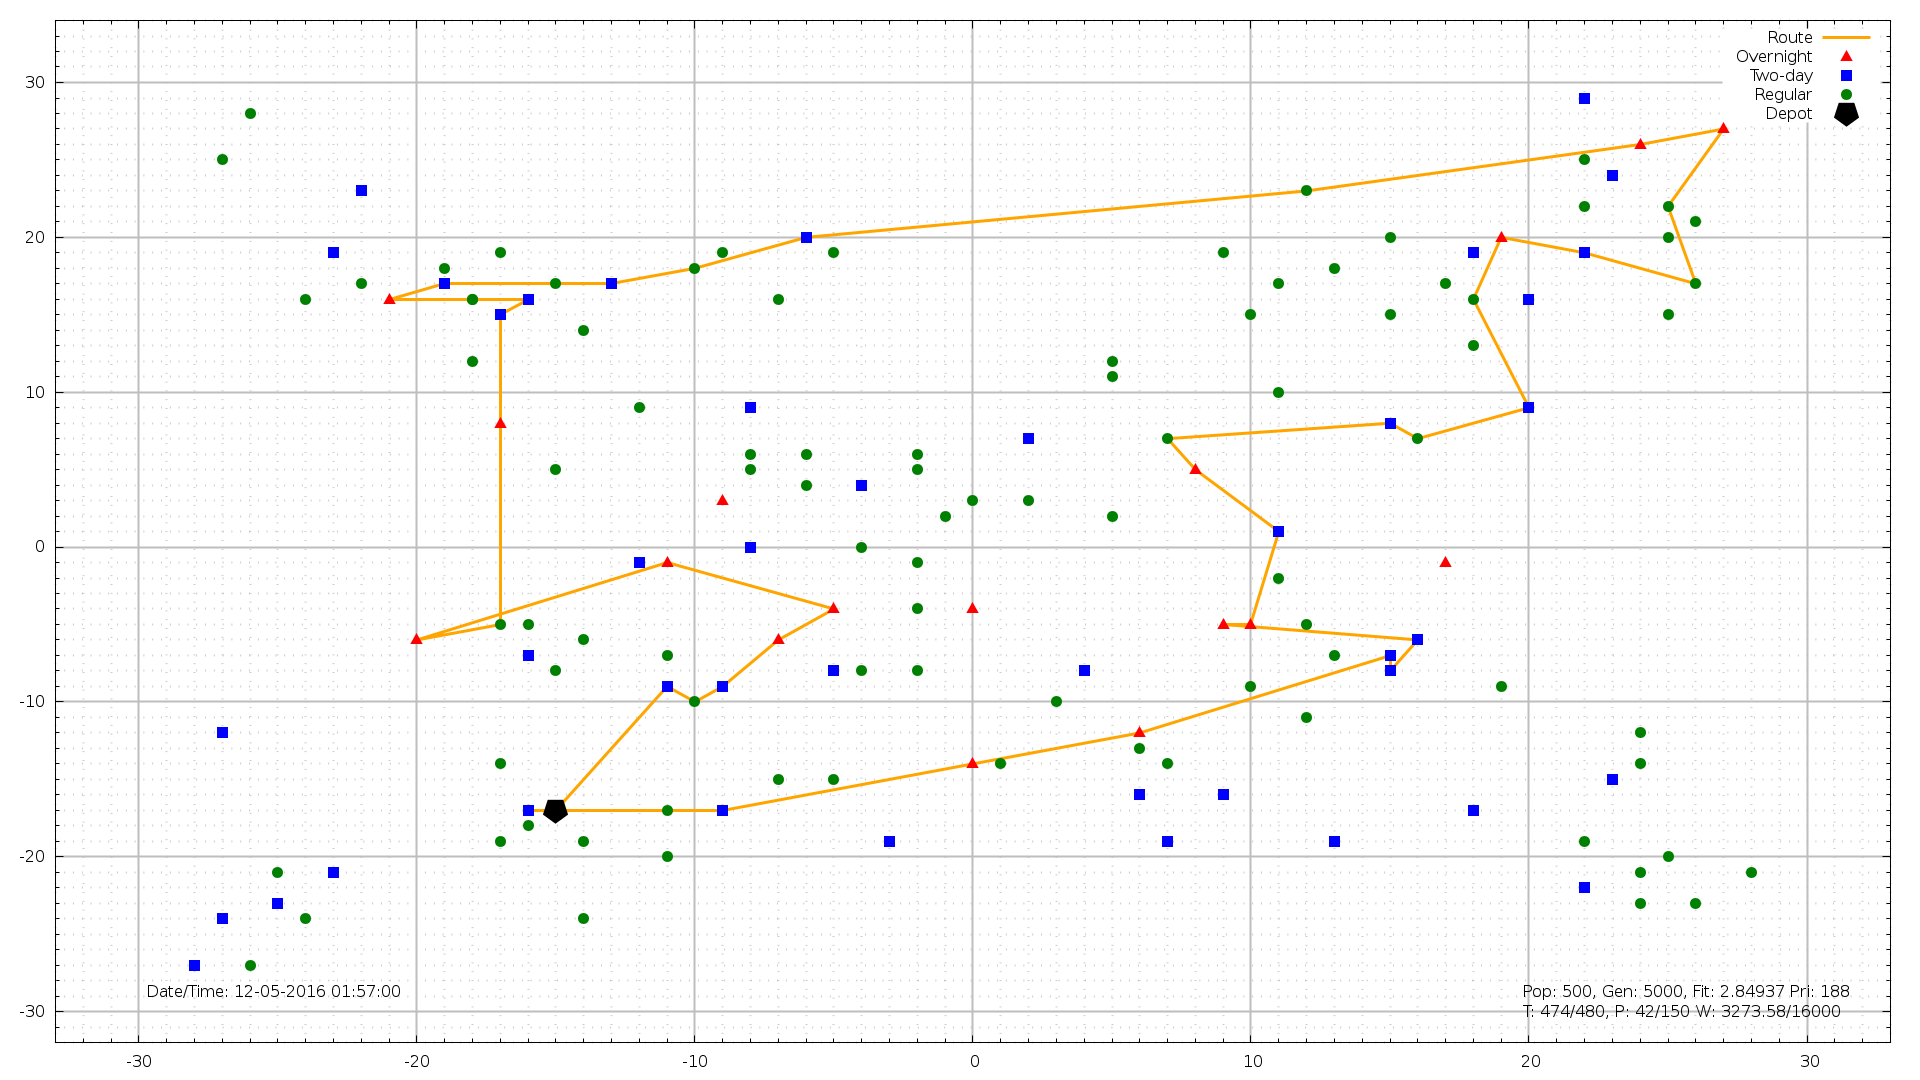 Route
Overnight
Two-day
Regular
Depot
30
20
10
0
-10
-20
-30
Date/Time: 12-05-2016 01:57:00
Pop: 500, Gen: 5000, Fit: 2.84937 Pri: 188
T: 474/480, P: 42/150 W: 3273.58/16000
-30 -20 -10 0 10 20 30